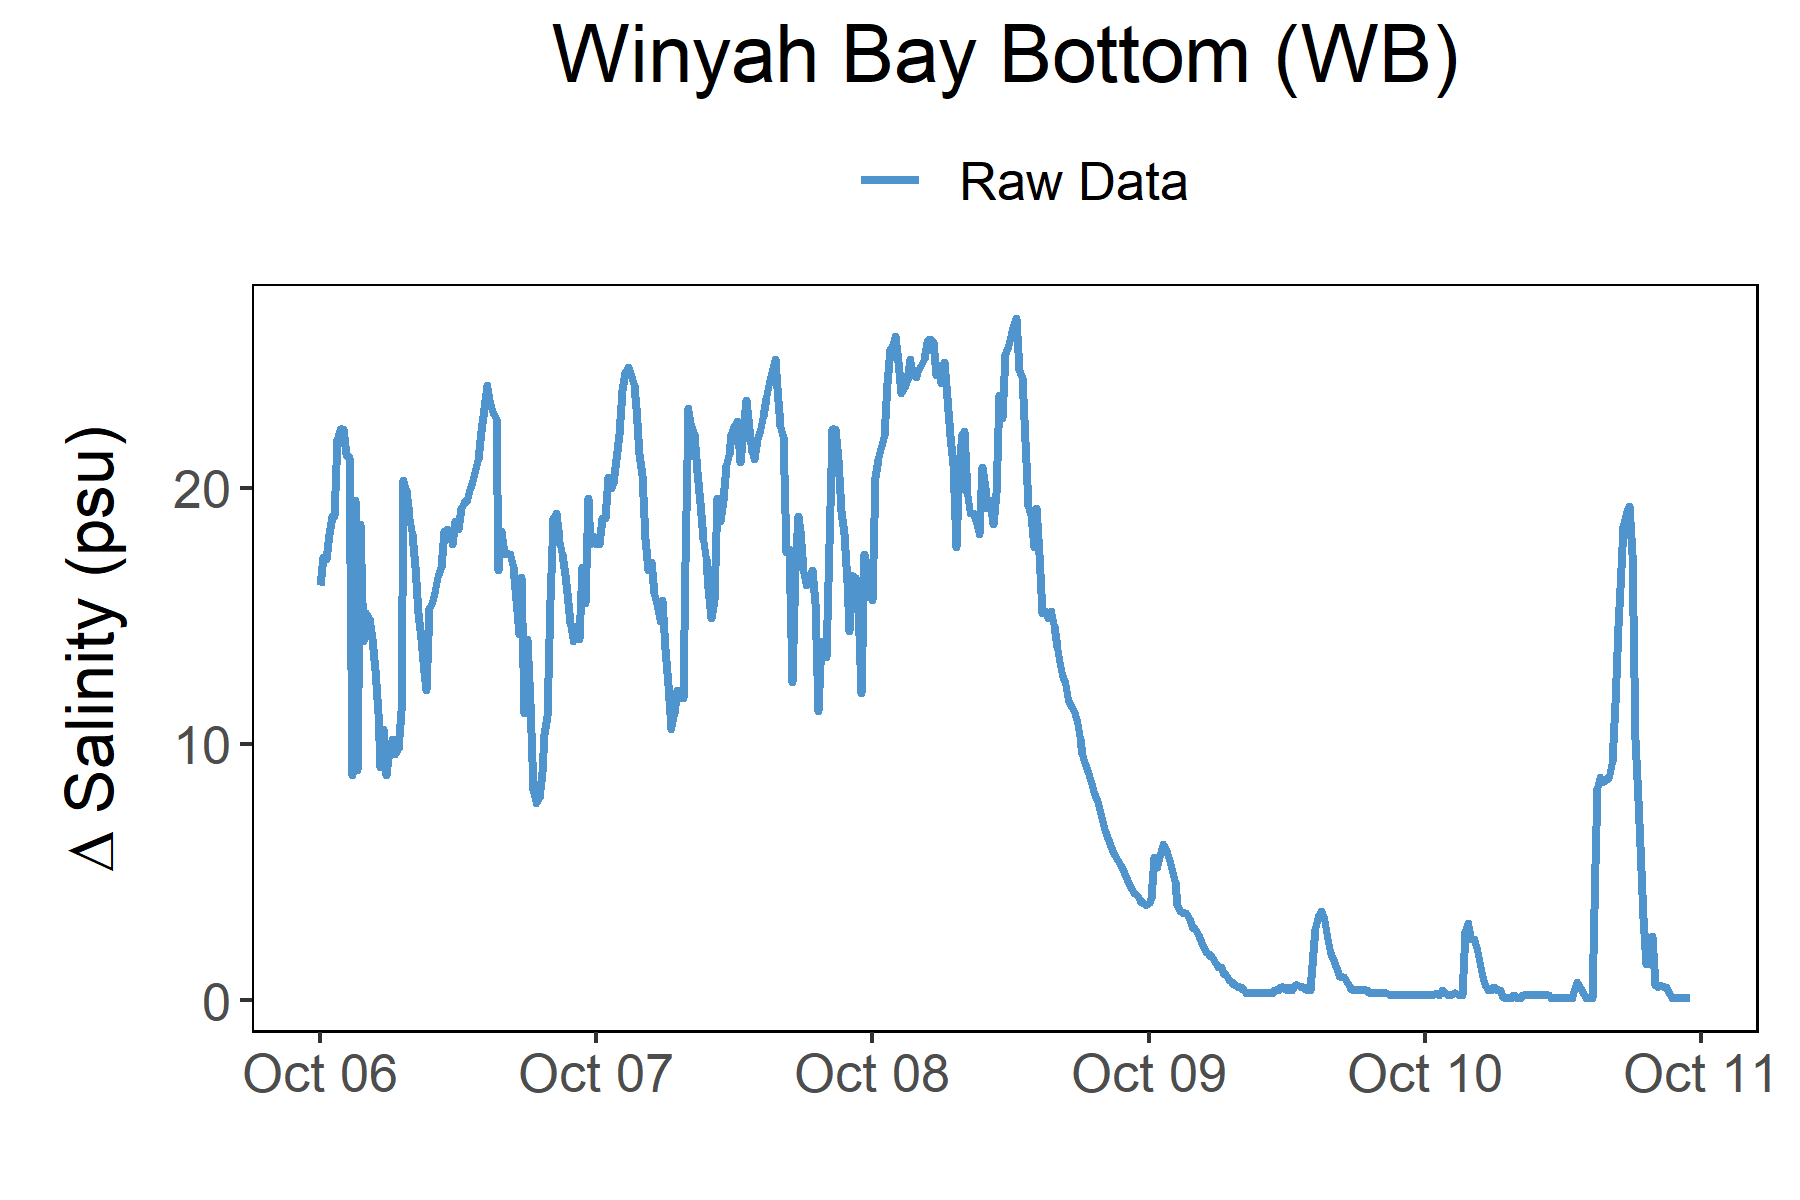 Winyah Bay Bottom (WB)
Raw Data
Δ Salinity (psu)
20
10
0
Oct 06
Oct 07
Oct 08
Oct 09
Oct 10
Oct 11